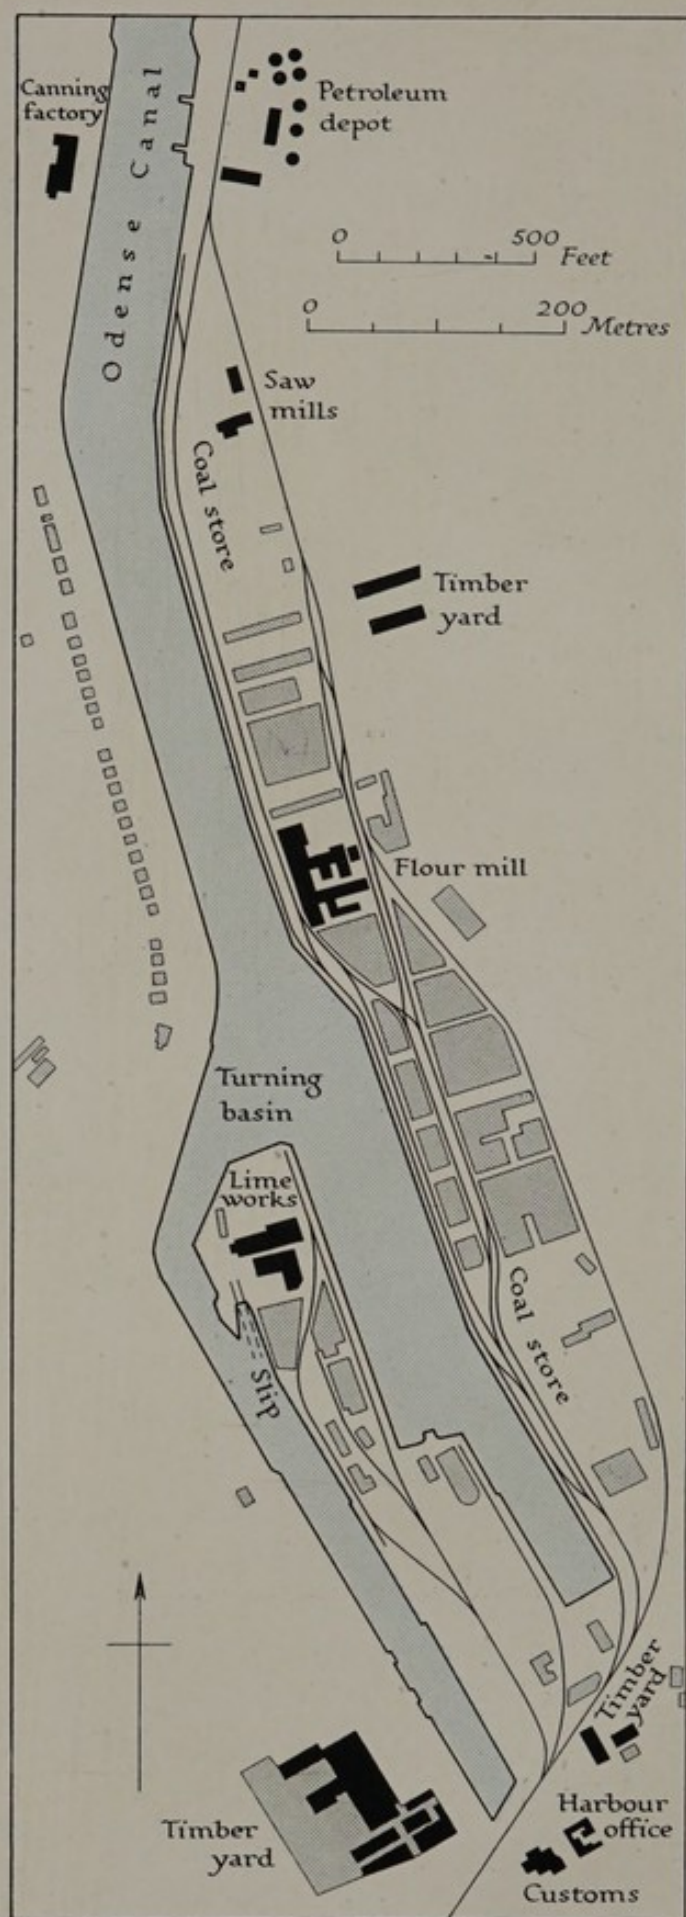 Canning
factory
Odense Canal
Petroleum
depot
0 500 Feet
0 200 Metres
Saw
mills
Coal store
Timber
yard
Flour mill
Turning
basin
Lime
works
Slip
Coal store
Timber
yard
Timber
yard
Harbour
office
Customs